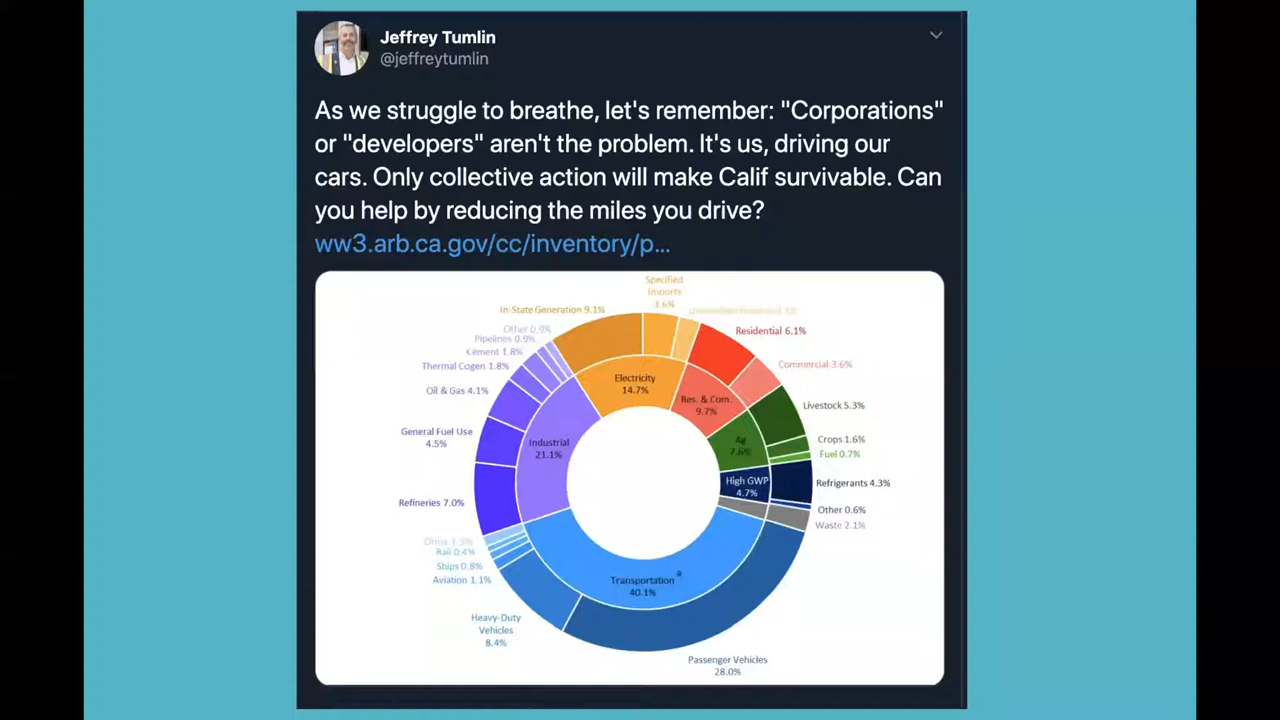 Jeffrey Tumlin
@jeffreytumlin
As we struggle to breathe, let's remember: "Corporations"
or "developers" aren't the problem. It's us, driving our
cars. Only collective action will make Calif survivable. Can
you help by reducing the miles you drive?
ww3.arb.ca.gov/cc/inventory/p...
Specified
Imports
3.6%
In-State Generation 9.1%
Other 0.9%
Pipelines 0.9%
Cement 1.8%
Thermal Cogen 1.8%
Oil & Gas 4.1%
General Fuel Use
4.5%
Refineries 7.0%
Residential 6.1%
Commercial 3.6%
Livestock 5.3%
Crops 1.6%
Fuel 0.7%
Refrigerants 4.3%
Other 0.6%
Waste 2.1%
Electricity
14.7%
Res. & Com.
9.7%
Ag
7.6%
High GWP
4.7%
Industrial
21.1%
Transportation a
40.1%
Other 1.3%
Rail 0.4%
Ships 0.8%
Aviation 1.1%
Heavy-Duty
Vehicles
8.4%
Passenger Vehicles
28.0%